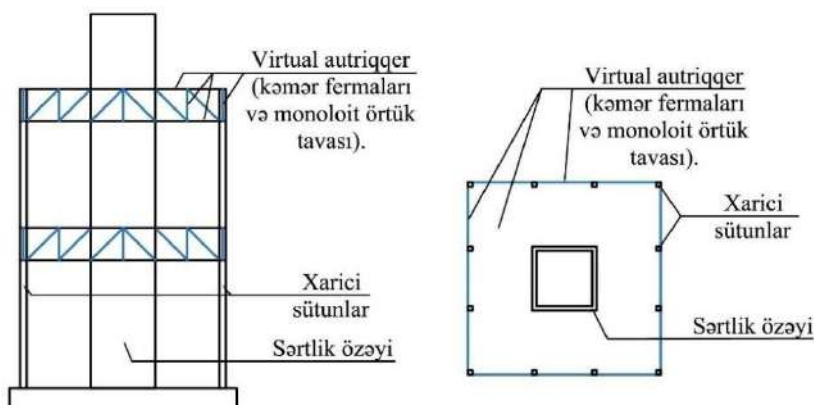 Virtual autriqqer
(kəmər fermaları
və monoloit örtük
tavası).
Xarici
sütunlar
Sərtlik özəyi
Virtual autriqqer
(kəmər fermaları
və monoloit örtük
tavası).
Xarici
sütunlar
Sərtlik özəyi